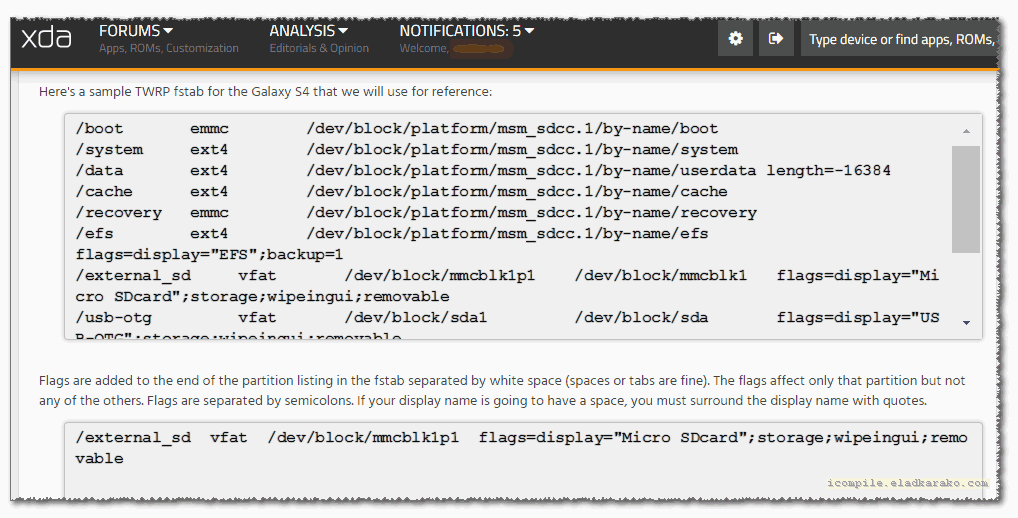 xda
FORUMS
Apps, ROMs, Customization
ANALYSIS
Editorials & Opinion
NOTIFICATIONS: 5
Welcome,
Type device or find apps, ROMs,
Here's a sample TWRP fstab for the Galaxy S4 that we will use for reference:
/boot emmc /dev/block/platform/msm_sdcc.1/by-name/boot
/system ext4 /dev/block/platform/msm_sdcc.1/by-name/system
/data ext4 /dev/block/platform/msm_sdcc.1/by-name/userdata length=-16384
/cache ext4 /dev/block/platform/msm_sdcc.1/by-name/cache
/recovery emmc /dev/block/platform/msm_sdcc.1/by-name/recovery
/efs ext4 /dev/block/platform/msm_sdcc.1/by-name/efs
flags=display="EFS";backup=1
/external_sd vfat /dev/block/mmcblk1p1 /dev/block/mmcblk1 flags=display="Mi
cro SDcard";storage;wipeingui;removable
/usb-otg vfat /dev/block/sda1 /dev/block/sda flags=display="US
B-OTG";storage;wipeingui;removable
Flags are added to the end of the partition listing in the fstab separated by white space (spaces or tabs are fine). The flags affect only that partition but not
any of the others. Flags are separated by semicolons. If your display name is going to have a space, you must surround the display name with quotes.
/external_sd vfat /dev/block/mmcblk1p1 flags=display="Micro SDcard";storage;wipeingui;remo
vable
icompile.eladkarako.com